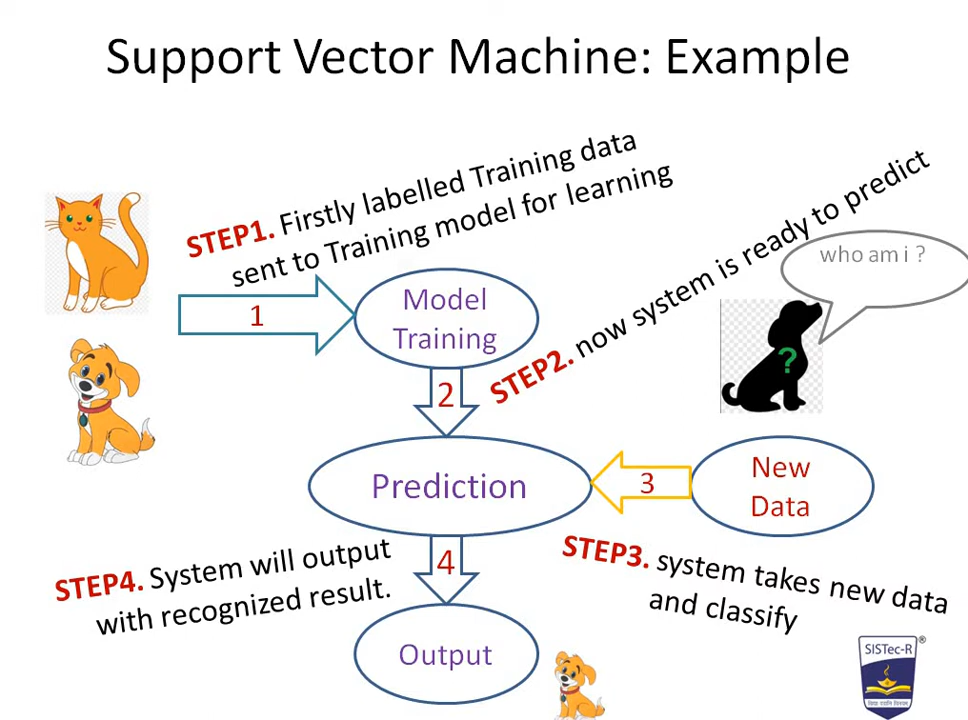 Support Vector Machine: Example
STEP1. Firstly labelled Training data
sent to Training model for learning
1
Model
Training
2
STEP2. now system is ready to predict
who am i ?
?
Prediction
3
New
Data
STEP3. system takes new data
and classify
4
STEP4. System will output
with recognized result.
Output
SISTec-R
®